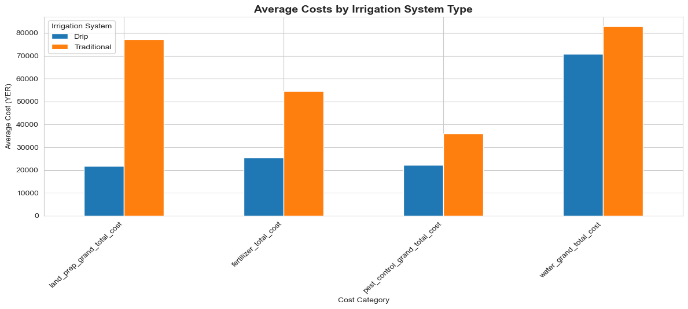 Average Costs by Irrigation System Type
Irrigation System
Drip
Traditional
Average Cost (YER)
80000
70000
60000
50000
40000
30000
20000
10000
0
land_prep_grand_total_cost
fertilizer_total_cost
pest_control_grand_total_cost
water_grand_total_cost
Cost Category